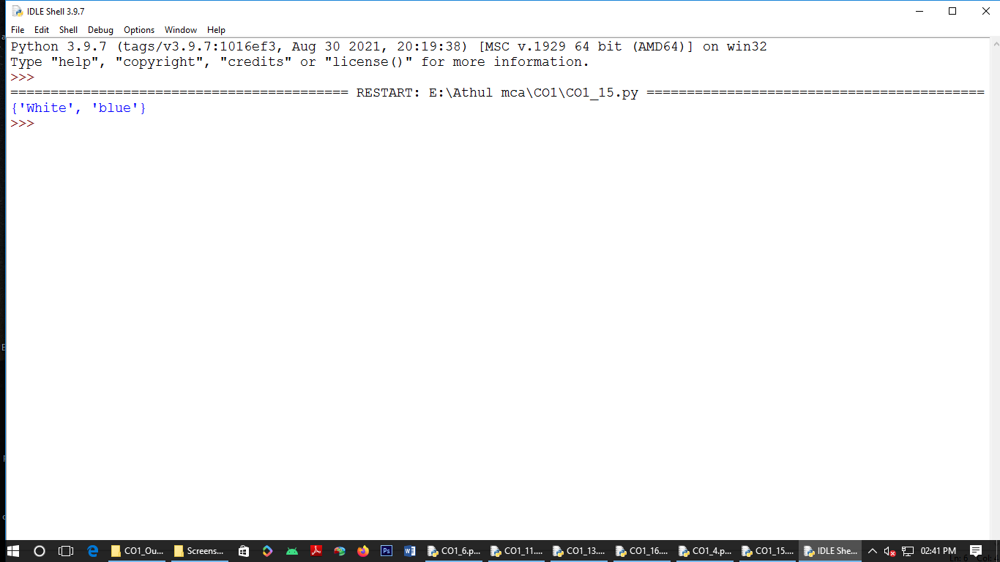 IDLE Shell 3.9.7
File Edit Shell Debug Options Window Help
Python 3.9.7 (tags/v3.9.7:1016ef3, Aug 30 2021, 20:19:38) [MSC v.1929 64 bit (AMD64)] on win32
Type "help", "copyright", "credits" or "license()" for more information.
>>>
========================================== RESTART: E:\Athul mca\CO1\CO1_15.py ==========================================
{'White', 'blue'}
>>>
CO1_Ou... Screens... Ps CO1_6.p... CO1_11.... CO1_13.... CO1_16.... CO1_4.p... CO1_15.... IDLE She... 02:41 PM